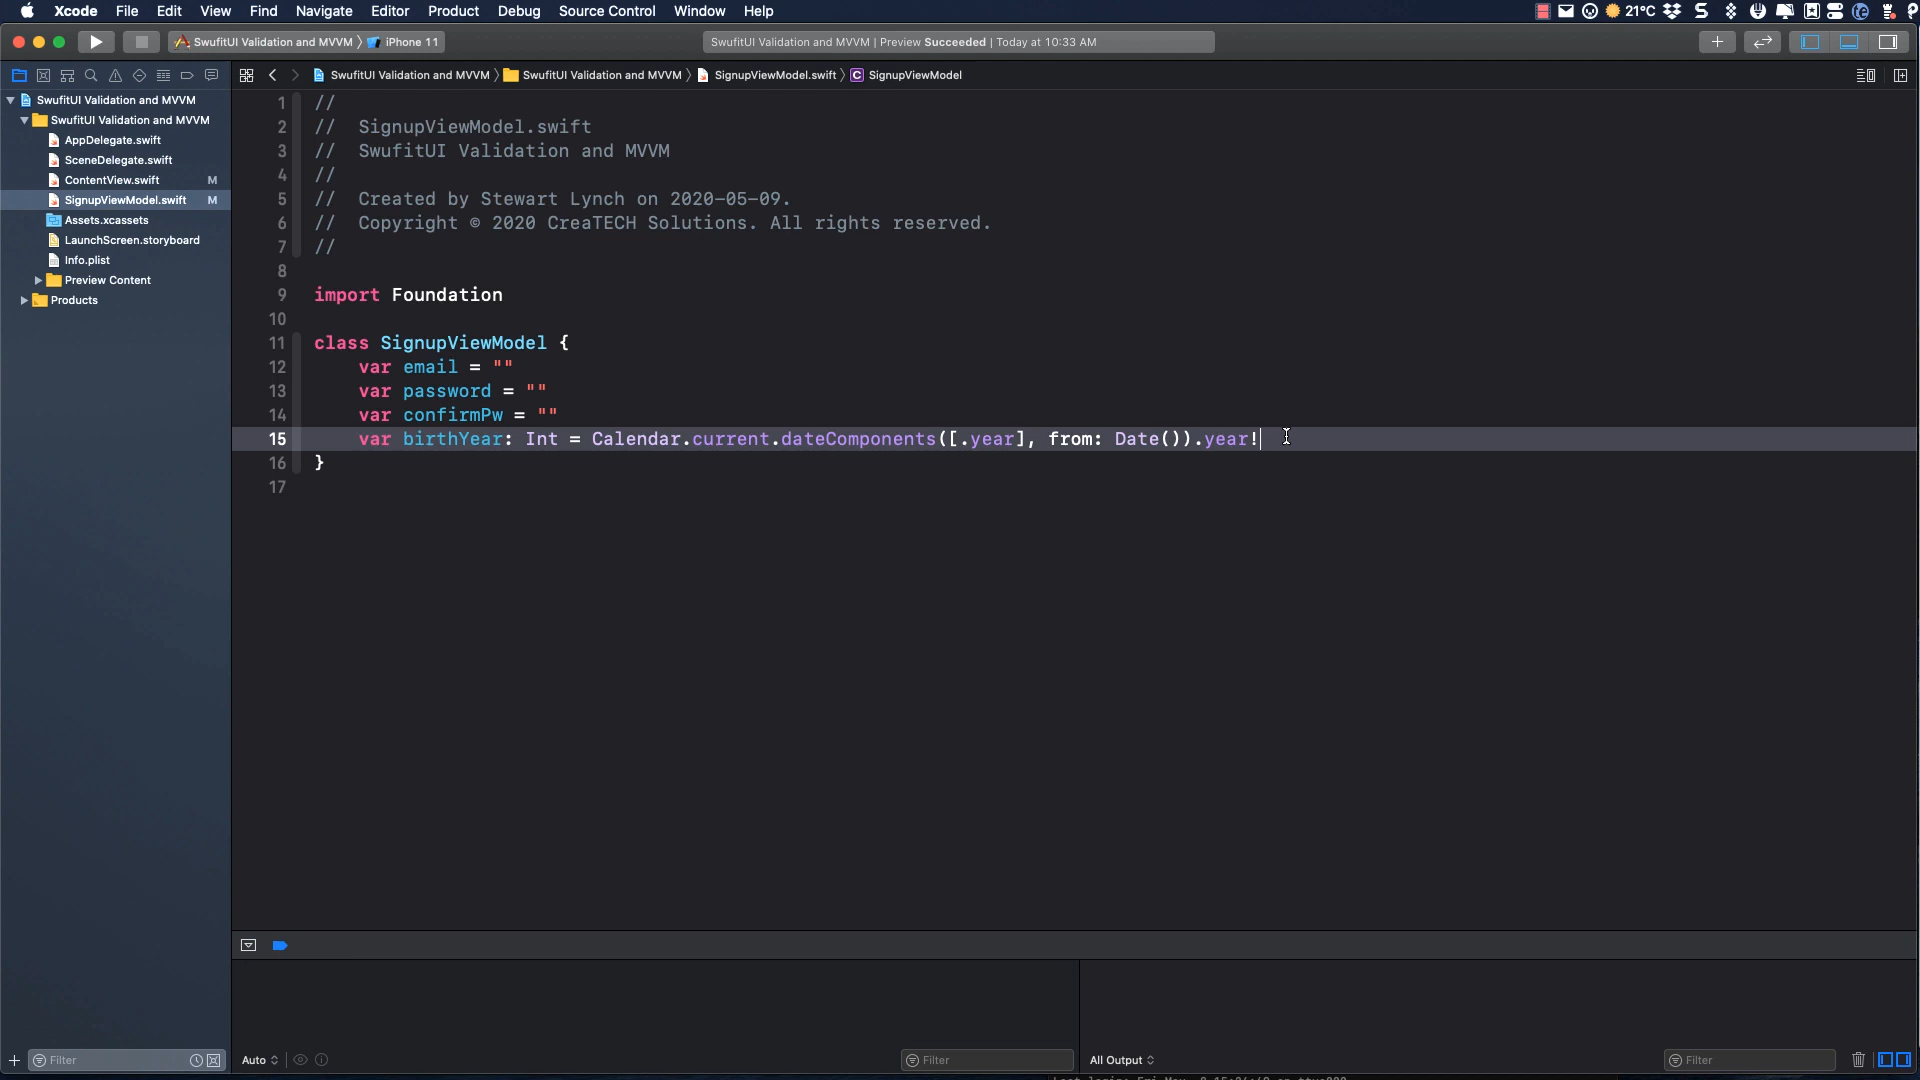 Xcode File Edit View Find Navigate Editor Product Debug Source Control Window Help 21°C
SwufitUI Validation and MVVM iPhone 11 SwufitUI Validation and MVVM | Preview Succeeded | Today at 10:33 AM
SwufitUI Validation and MVVM SwufitUI Validation and MVVM SignupViewModel.swift C SignupViewModel
SwufitUI Validation and MVVM
SwufitUI Validation and MVVM
AppDelegate.swift
SceneDelegate.swift
ContentView.swift M
SignupViewModel.swift M
Assets.xcassets
LaunchScreen.storyboard
Info.plist
Preview Content
Products
1 //
2 // SignupViewModel.swift
3 // SwufitUI Validation and MVVM
4 //
5 // Created by Stewart Lynch on 2020-05-09.
6 // Copyright © 2020 CreaTECH Solutions. All rights reserved.
7 //
8
9 import Foundation
10
11 class SignupViewModel {
12 var email = ""
13 var password = ""
14 var confirmPw = ""
15 var birthYear: Int = Calendar.current.dateComponents([.year], from: Date()).year!
16 }
17
Filter Auto Filter All Output Filter